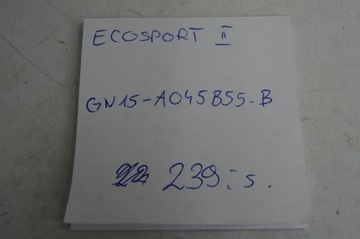 ECOSPORT II
GN15-A045B55-B
239:s.